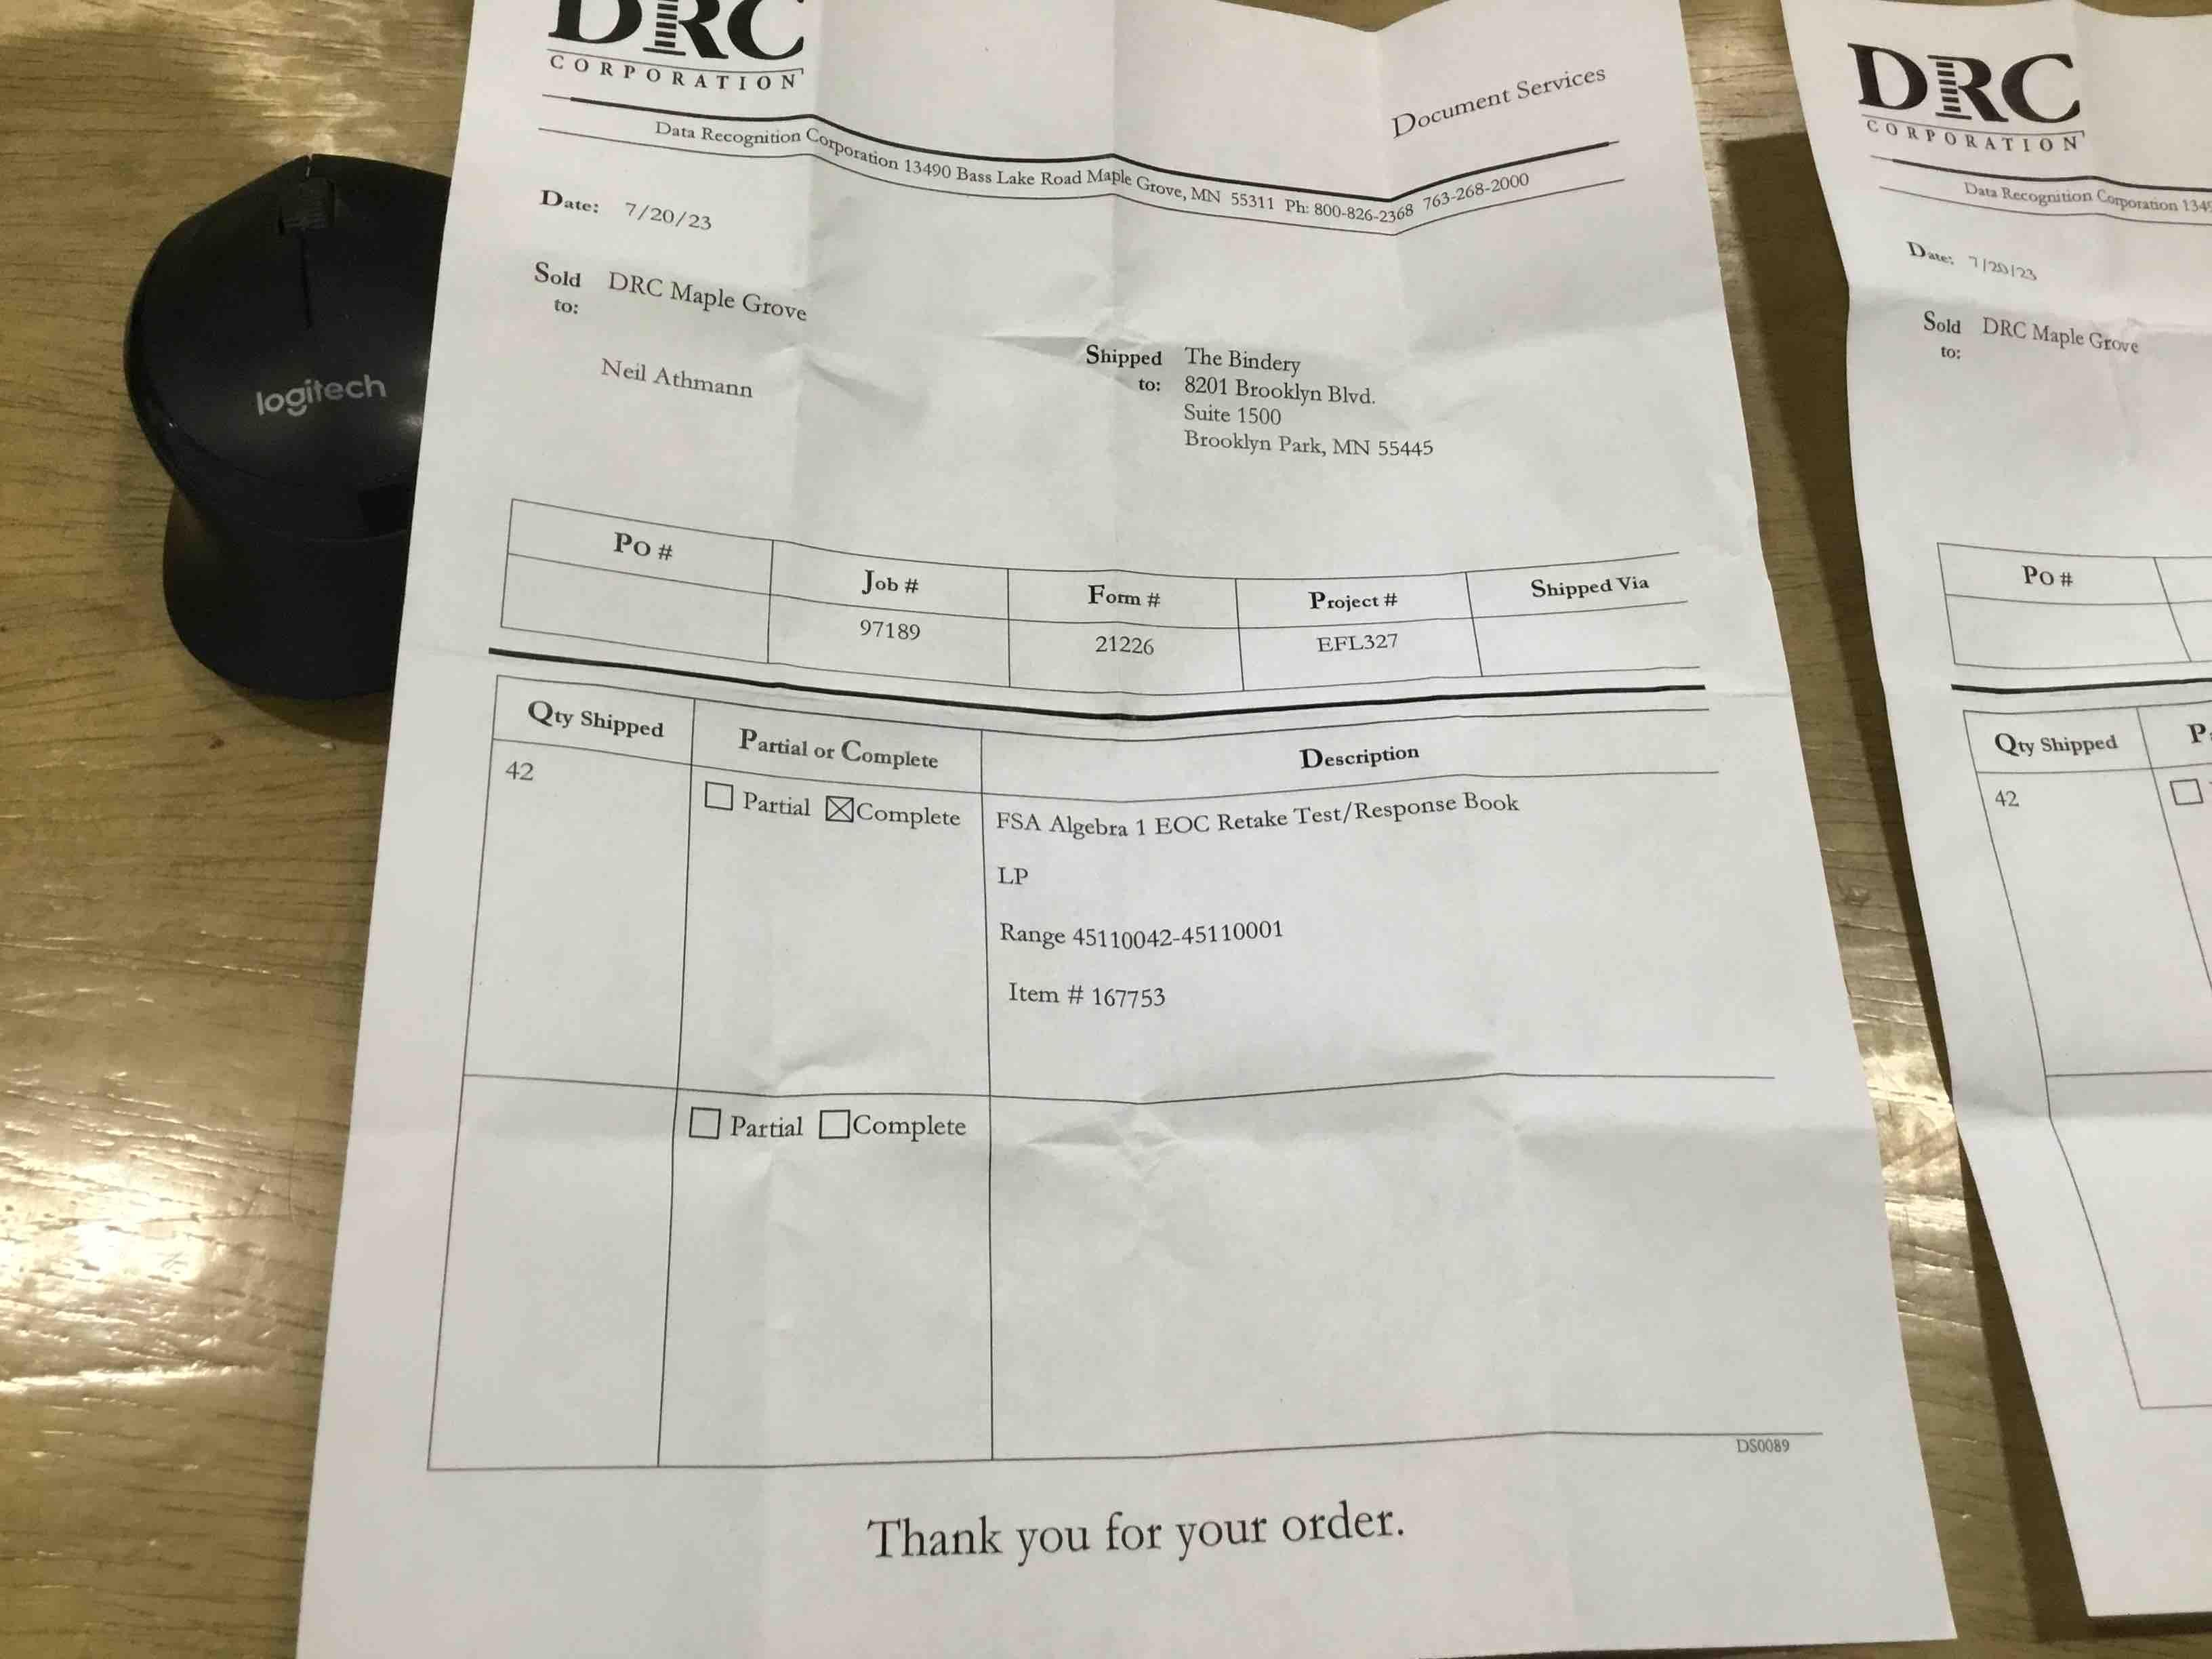 DRC
CORPORATION
Document Services
Data Recognition Corporation 13490 Bass Lake Road Maple Grove, MN 55311 Ph: 800-826-2368 763-268-2000
Date: 7/20/23
Sold to: DRC Maple Grove
Neil Athmann
Shipped to: The Bindery
8201 Brooklyn Blvd.
Suite 1500
Brooklyn Park, MN 55445
Po # Job # Form # Project # Shipped Via
97189 21226 EFL327
Qty Shipped Partial or Complete Description
42 Partial Complete FSA Algebra 1 EOC Retake Test/Response Book
LP
Range 45110042-45110001
Item # 167753
Partial Complete
DS0089
Thank you for your order.
logitech
DRC
CORPORATION
Data Recognition Corporation
Date: 7/20/23
Sold to: DRC Maple Grove
Po #
Qty Shipped
42